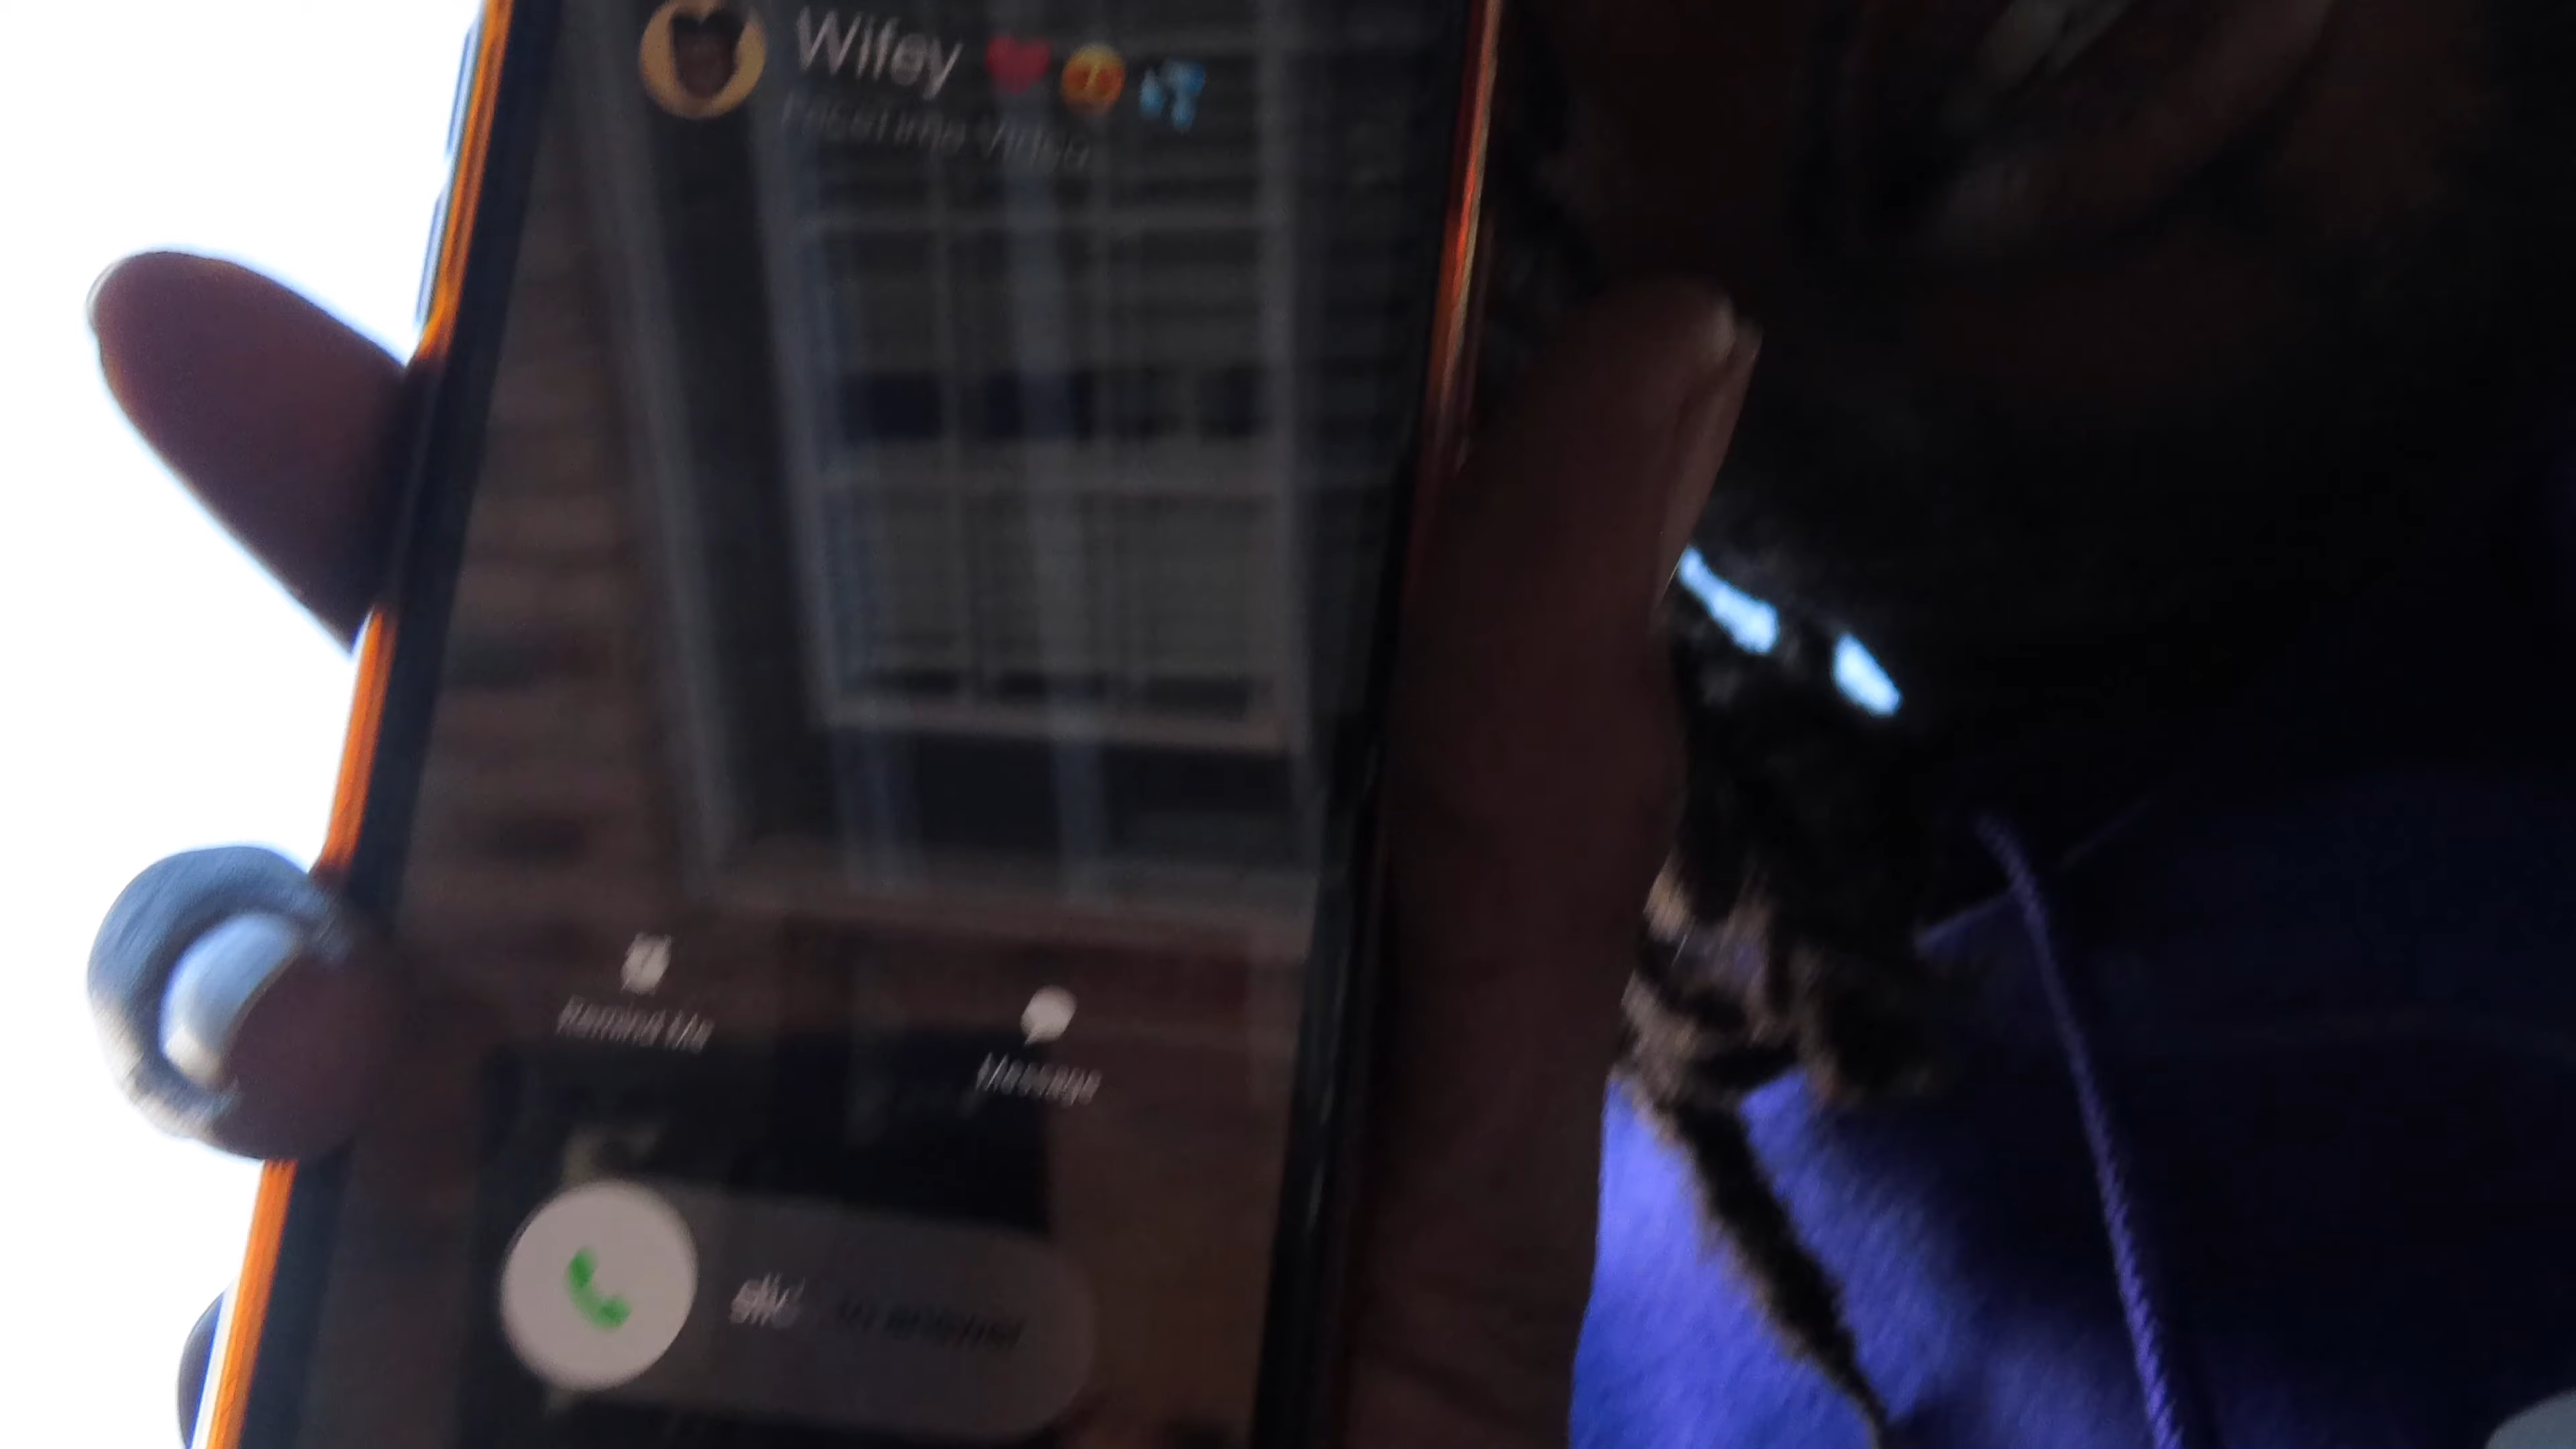 Wifey ❤️😍💦
FaceTime Video
Remind Me
Message
slide to answer